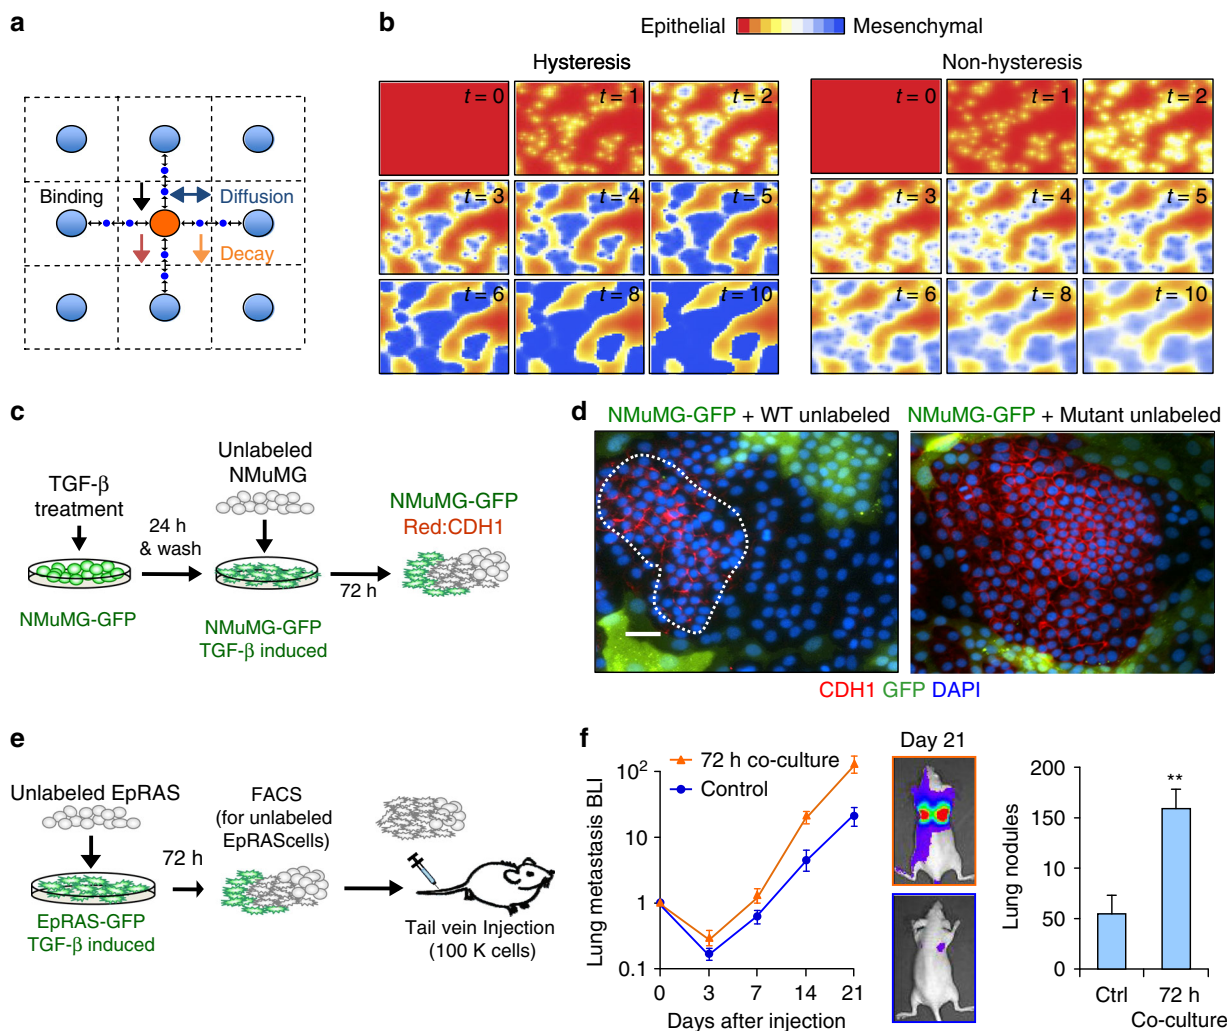 a
Binding
Diffusion
Decay
b
Epithelial
Mesenchymal
Hysteresis
Non-hysteresis
t = 0
t = 1
t = 2
t = 0
t = 1
t = 2
t = 3
t = 4
t = 5
t = 3
t = 4
t = 5
t = 6
t = 8
t = 10
t = 6
t = 8
t = 10
c
TGF-β
treatment
24 h
& wash
Unlabeled
NMuMG
72 h
NMuMG-GFP
Red:CDH1
NMuMG-GFP
NMuMG-GFP
TGF-β induced
d
NMuMG-GFP + WT unlabeled
NMuMG-GFP + Mutant unlabeled
CDH1 GFP DAPI
e
Unlabeled EpRAS
72 h
EpRAS-GFP
TGF-β induced
FACS
(for unlabeled
EpRAScells)
Tail vein Injection
(100 K cells)
f
72 h co-culture
Control
Lung metastasis BLI
10²
10
1
0.1
0
3
7
14
21
Days after injection
Day 21
Lung nodules
200
150
100
50
0
**
Ctrl
72 h
Co-culture